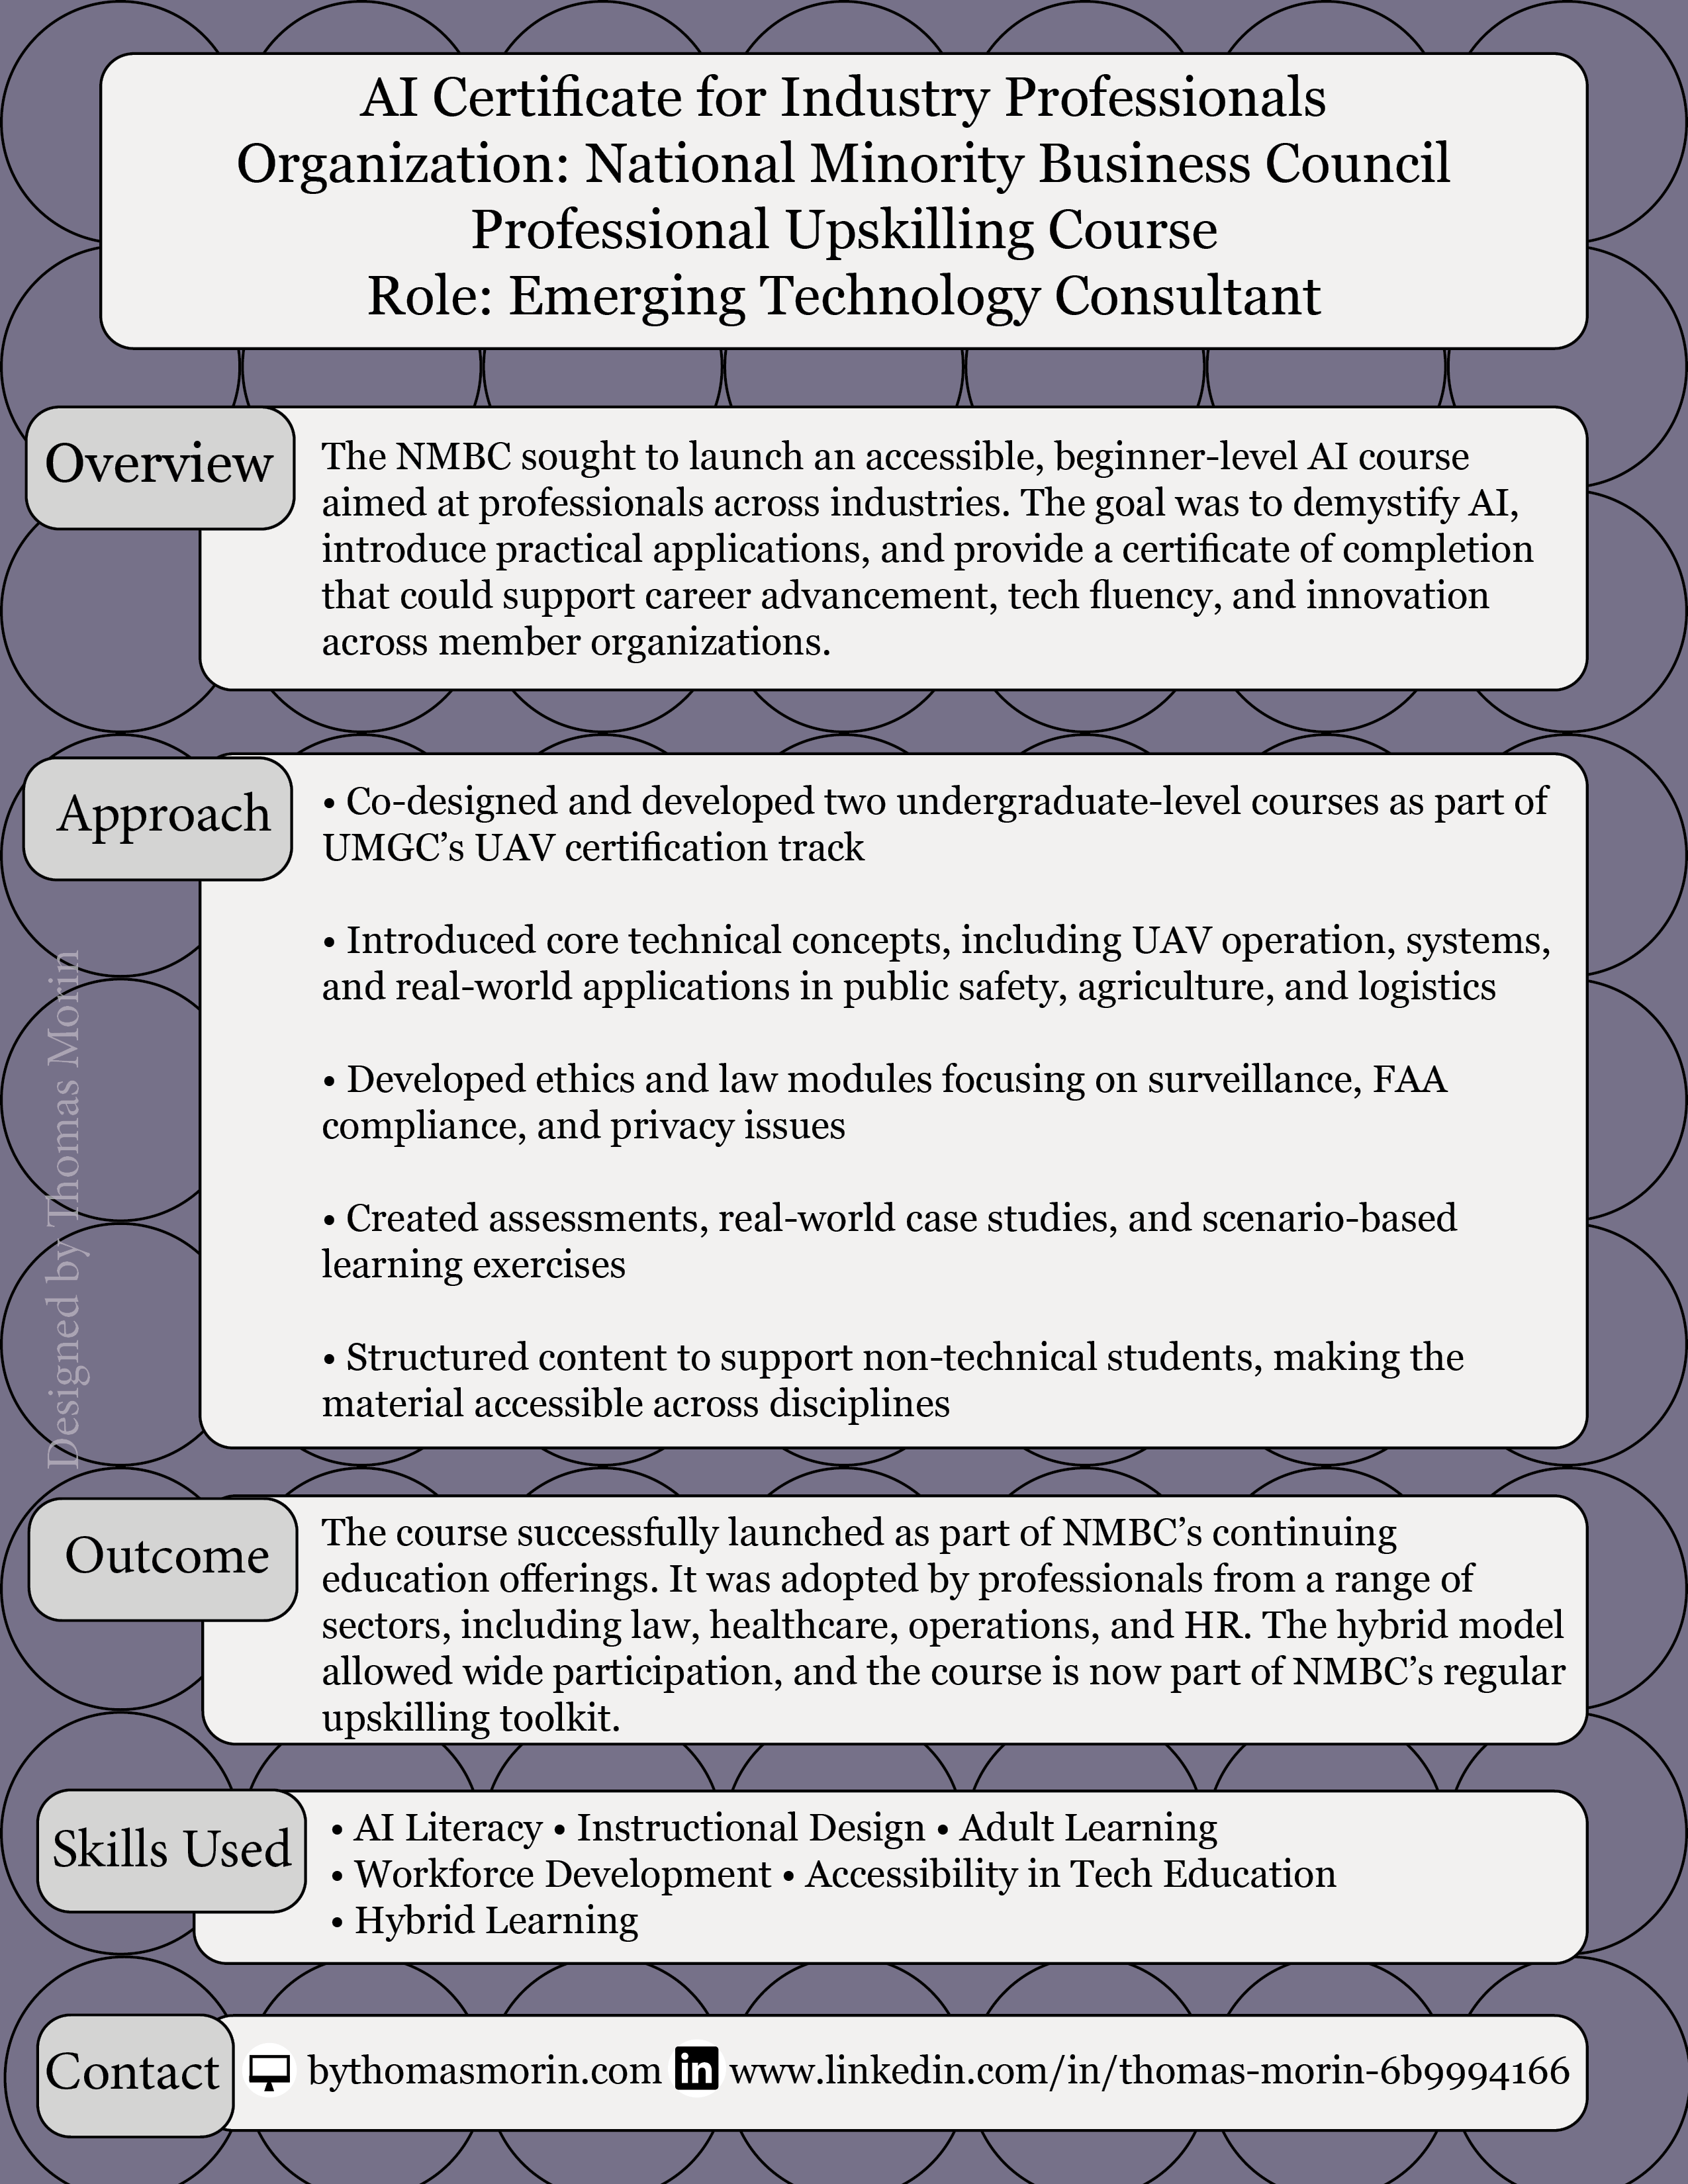 AI Certificate for Industry Professionals
Organization: National Minority Business Council
Professional Upskilling Course
Role: Emerging Technology Consultant
Overview
The NMBC sought to launch an accessible, beginner-level AI course
aimed at professionals across industries. The goal was to demystify AI,
introduce practical applications, and provide a certificate of completion
that could support career advancement, tech fluency, and innovation
across member organizations.
Approach
• Co-designed and developed two undergraduate-level courses as part of
UMGC’s UAV certification track
• Introduced core technical concepts, including UAV operation, systems,
and real-world applications in public safety, agriculture, and logistics
• Developed ethics and law modules focusing on surveillance, FAA
compliance, and privacy issues
• Created assessments, real-world case studies, and scenario-based
learning exercises
• Structured content to support non-technical students, making the
material accessible across disciplines
Designed by Thomas Morin
Outcome
The course successfully launched as part of NMBC’s continuing
education offerings. It was adopted by professionals from a range of
sectors, including law, healthcare, operations, and HR. The hybrid model
allowed wide participation, and the course is now part of NMBC’s regular
upskilling toolkit.
Skills Used
• AI Literacy • Instructional Design • Adult Learning
• Workforce Development • Accessibility in Tech Education
• Hybrid Learning
Contact
bythomasmorin.com in www.linkedin.com/in/thomas-morin-6b9994166